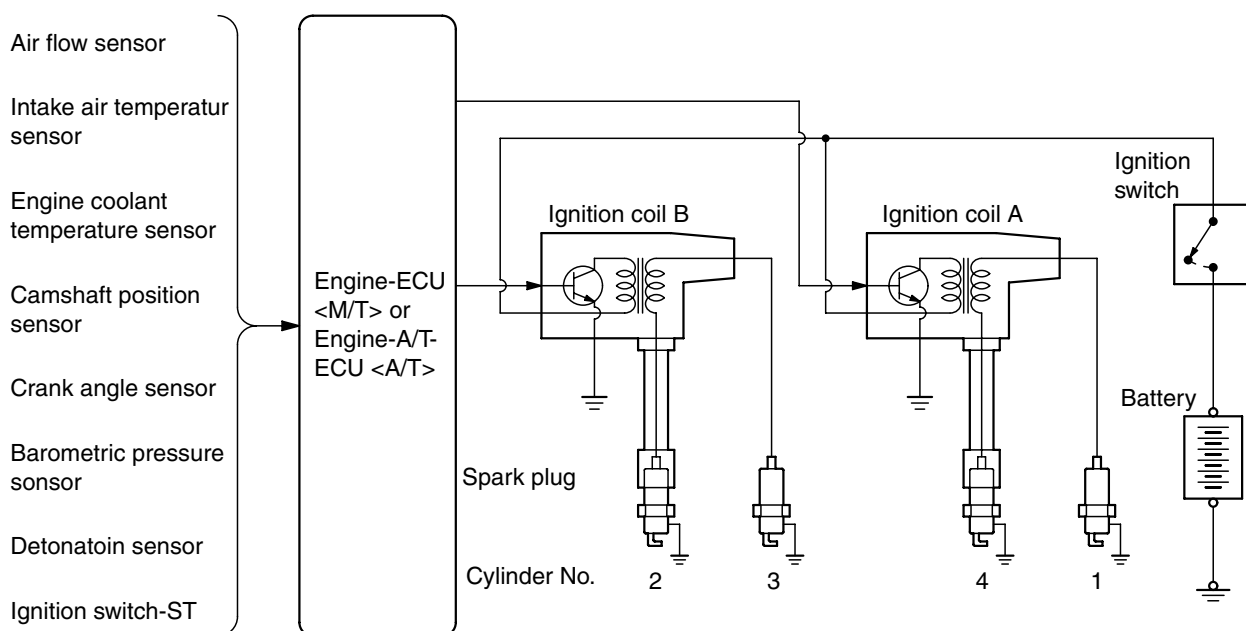 Air flow sensor
Intake air temperatur
sensor
Engine coolant
temperature sensor
Camshaft position
sensor
Crank angle sensor
Barometric pressure
sonsor
Detonatoin sensor
Ignition switch-ST
Engine-ECU
<M/T> or
Engine-A/T-
ECU <A/T>
Ignition coil B
Ignition coil A
Ignition
switch
Battery
Spark plug
Cylinder No. 2 3 4 1